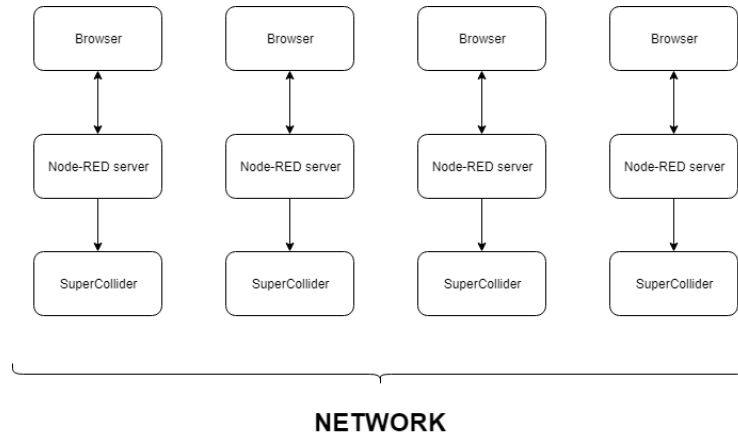 Browser Browser Browser Browser
Node-RED server Node-RED server Node-RED server Node-RED server
SuperCollider SuperCollider SuperCollider SuperCollider
NETWORK